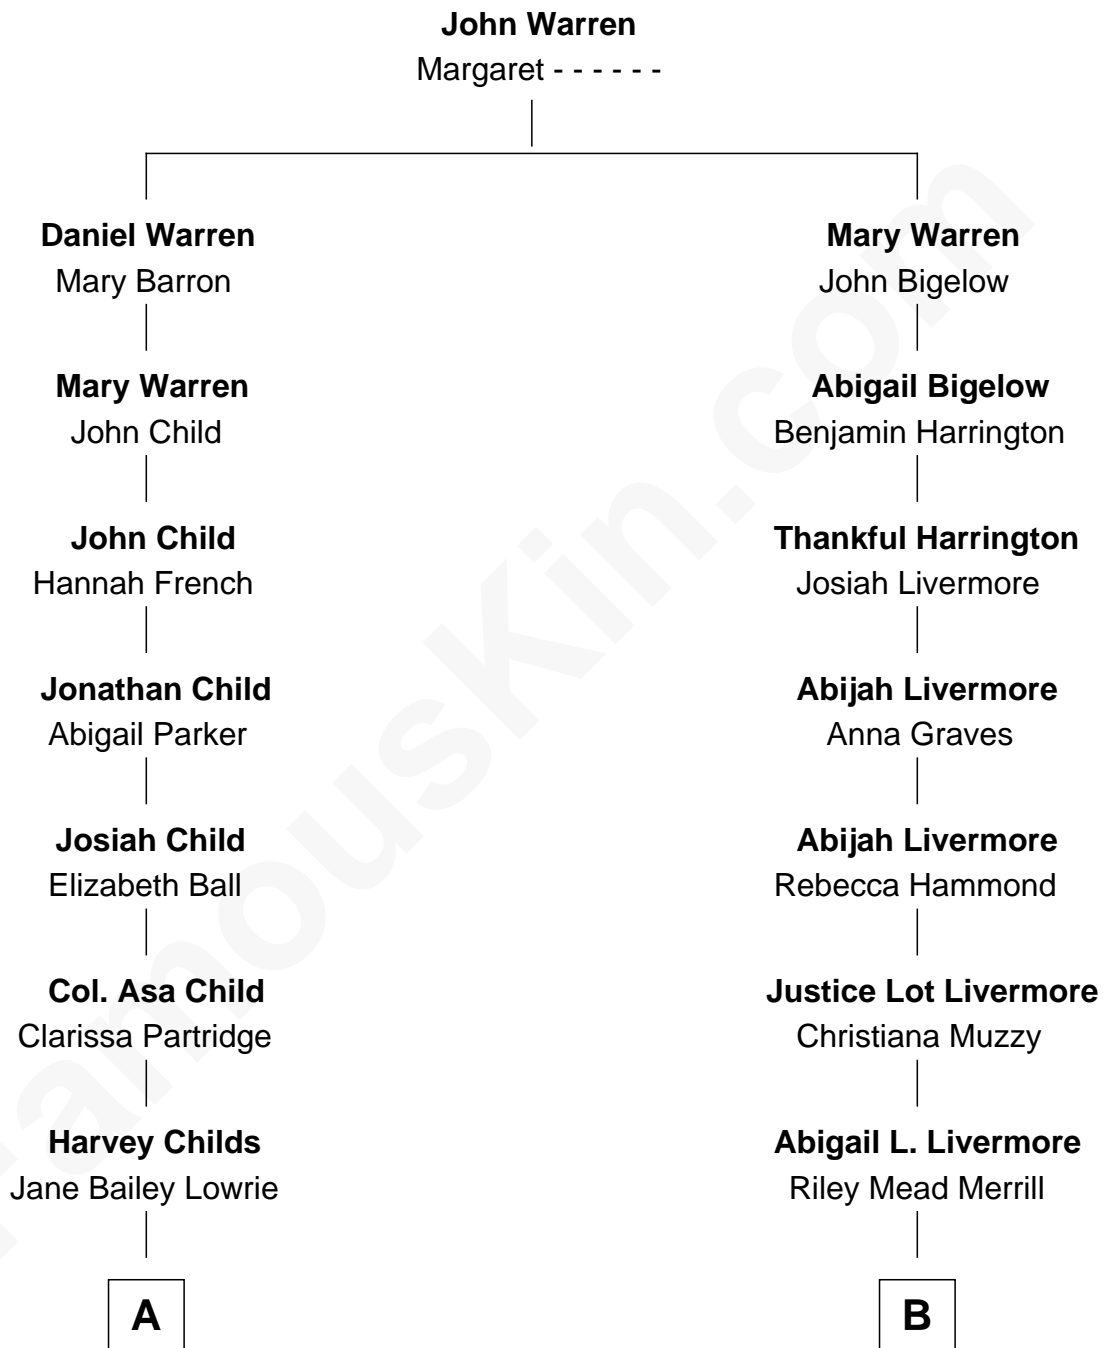 John Warren
Margaret - - - - - -
Daniel Warren
Mary Barron
Mary Warren
John Child
John Child
Hannah French
Jonathan Child
Abigail Parker
Josiah Child
Elizabeth Ball
Col. Asa Child
Clarissa Partridge
Harvey Childs
Jane Bailey Lowrie
A
Mary Warren
John Bigelow
Abigail Bigelow
Benjamin Harrington
Thankful Harrington
Josiah Livermore
Abijah Livermore
Anna Graves
Abijah Livermore
Rebecca Hammond
Justice Lot Livermore
Christiana Muzzy
Abigail L. Livermore
Riley Mead Merrill
B
FamousKin.com